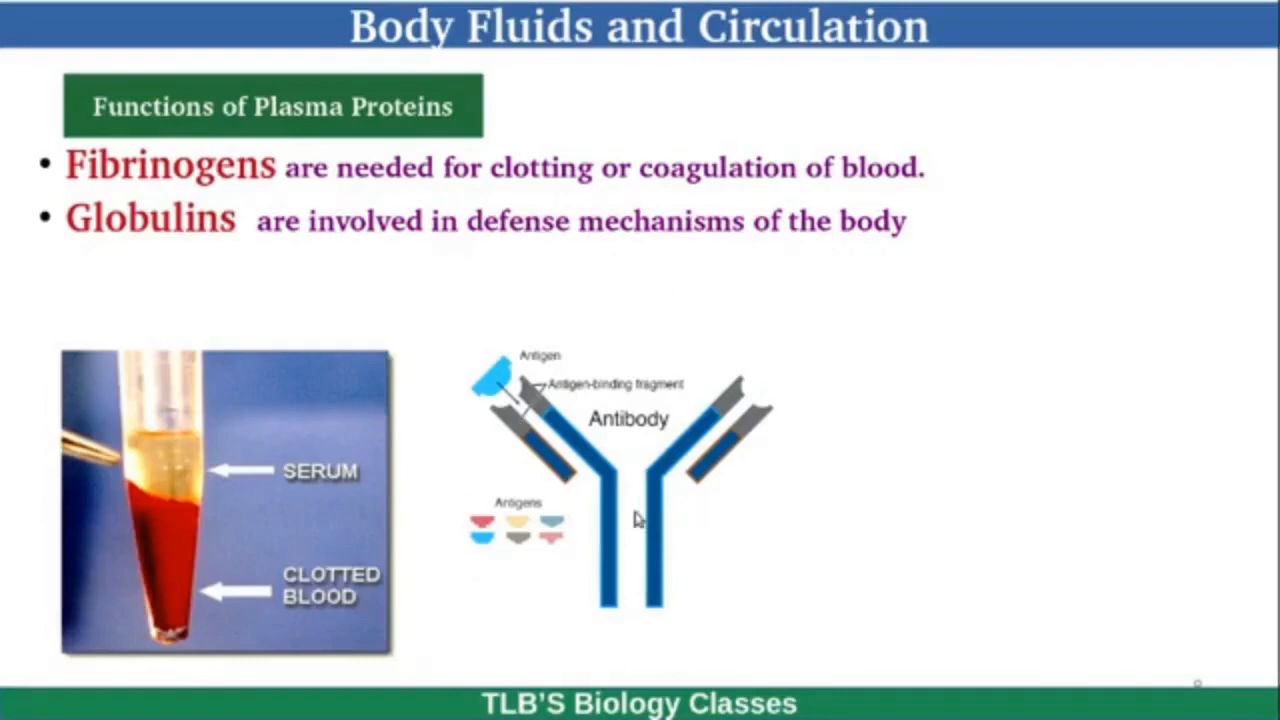 Body Fluids and Circulation
Functions of Plasma Proteins
• Fibrinogens are needed for clotting or coagulation of blood.
• Globulins are involved in defense mechanisms of the body
SERUM
CLOTTED
BLOOD
Antigen
Antigen-binding fragment
Antibody
Antigens
TLB'S Biology Classes